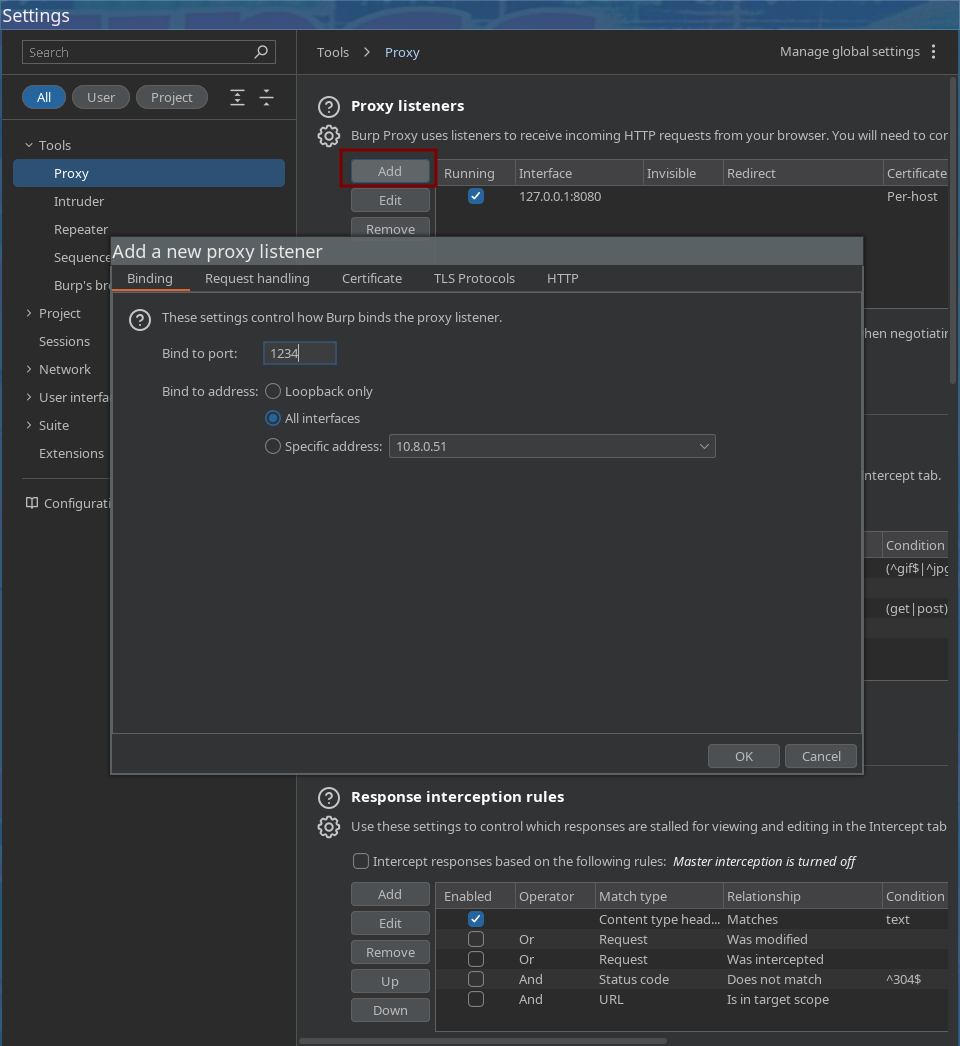 Settings
Search
Tools > Proxy
Manage global settings
All
User
Project
Proxy listeners
Burp Proxy uses listeners to receive incoming HTTP requests from your browser. You will need to cor
Tools
Proxy
Intruder
Repeater
Sequence
Burp's br
Project
Sessions
Network
User interfa
Suite
Extensions
Configurati
Add
Edit
Remove
Running Interface Invisible Redirect Certificate
127.0.0.1:8080 Per-host
Add a new proxy listener
Binding Request handling Certificate TLS Protocols HTTP
These settings control how Burp binds the proxy listener.
Bind to port: 1234
Bind to address: Loopback only
All interfaces
Specific address: 10.8.0.51
OK
Cancel
hen negotiatin
ntercept tab.
Condition
(^gif$|^jpg
(get|post)
Response interception rules
Use these settings to control which responses are stalled for viewing and editing in the Intercept tab
Intercept responses based on the following rules: Master interception is turned off
Add
Edit
Remove
Up
Down
Enabled Operator Match type Relationship Condition
Content type head... Matches text
Or Request Was modified
Or Request Was intercepted
And Status code Does not match ^304$
And URL Is in target scope